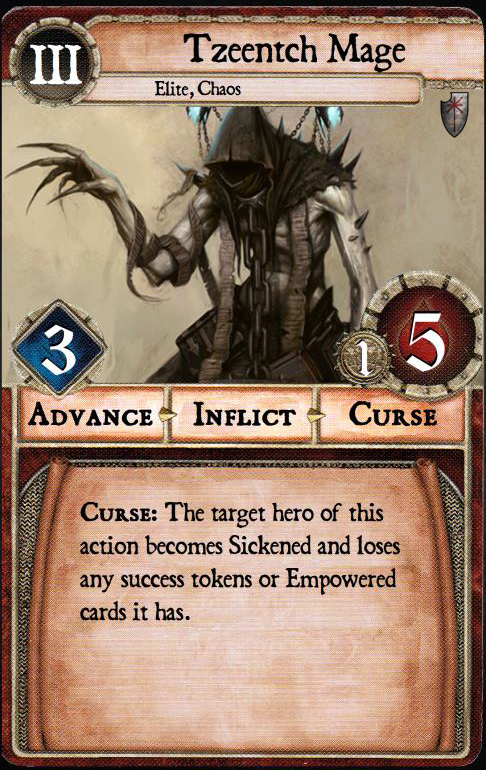 III
Tzeentch Mage
Elite, Chaos
3
1
5
ADVANCE INFLICT CURSE
CURSE: The target hero of this
action becomes Sickened and loses
any success tokens or Empowered
cards it has.